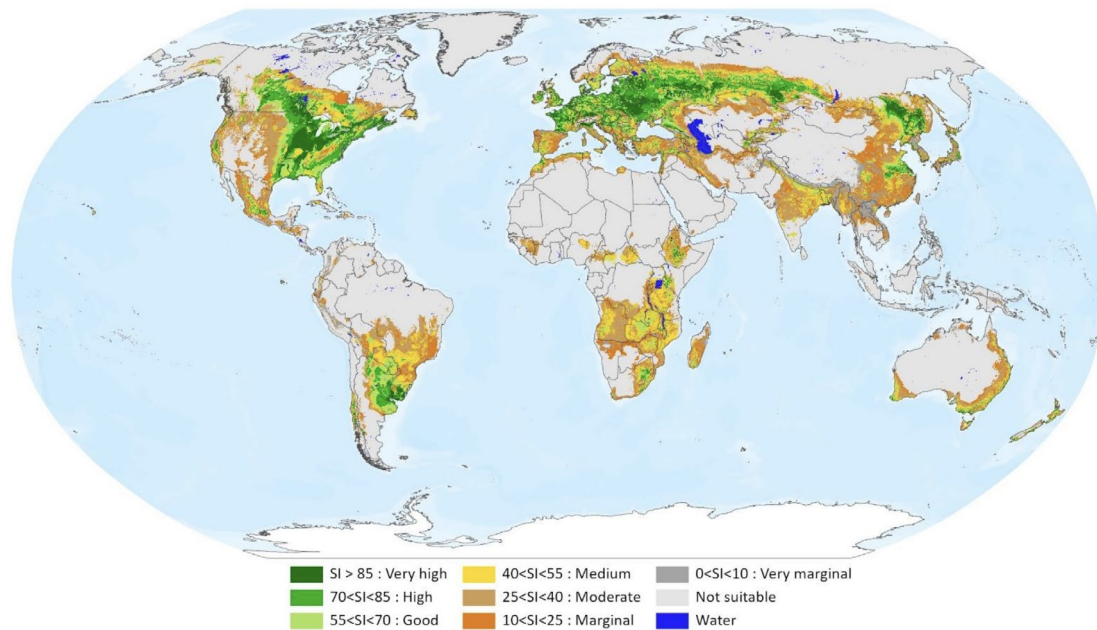 SI > 85 : Very high
70<SI<85 : High
55<SI<70 : Good
40<SI<55 : Medium
25<SI<40 : Moderate
10<SI<25 : Marginal
0<SI<10 : Very marginal
Not suitable
Water